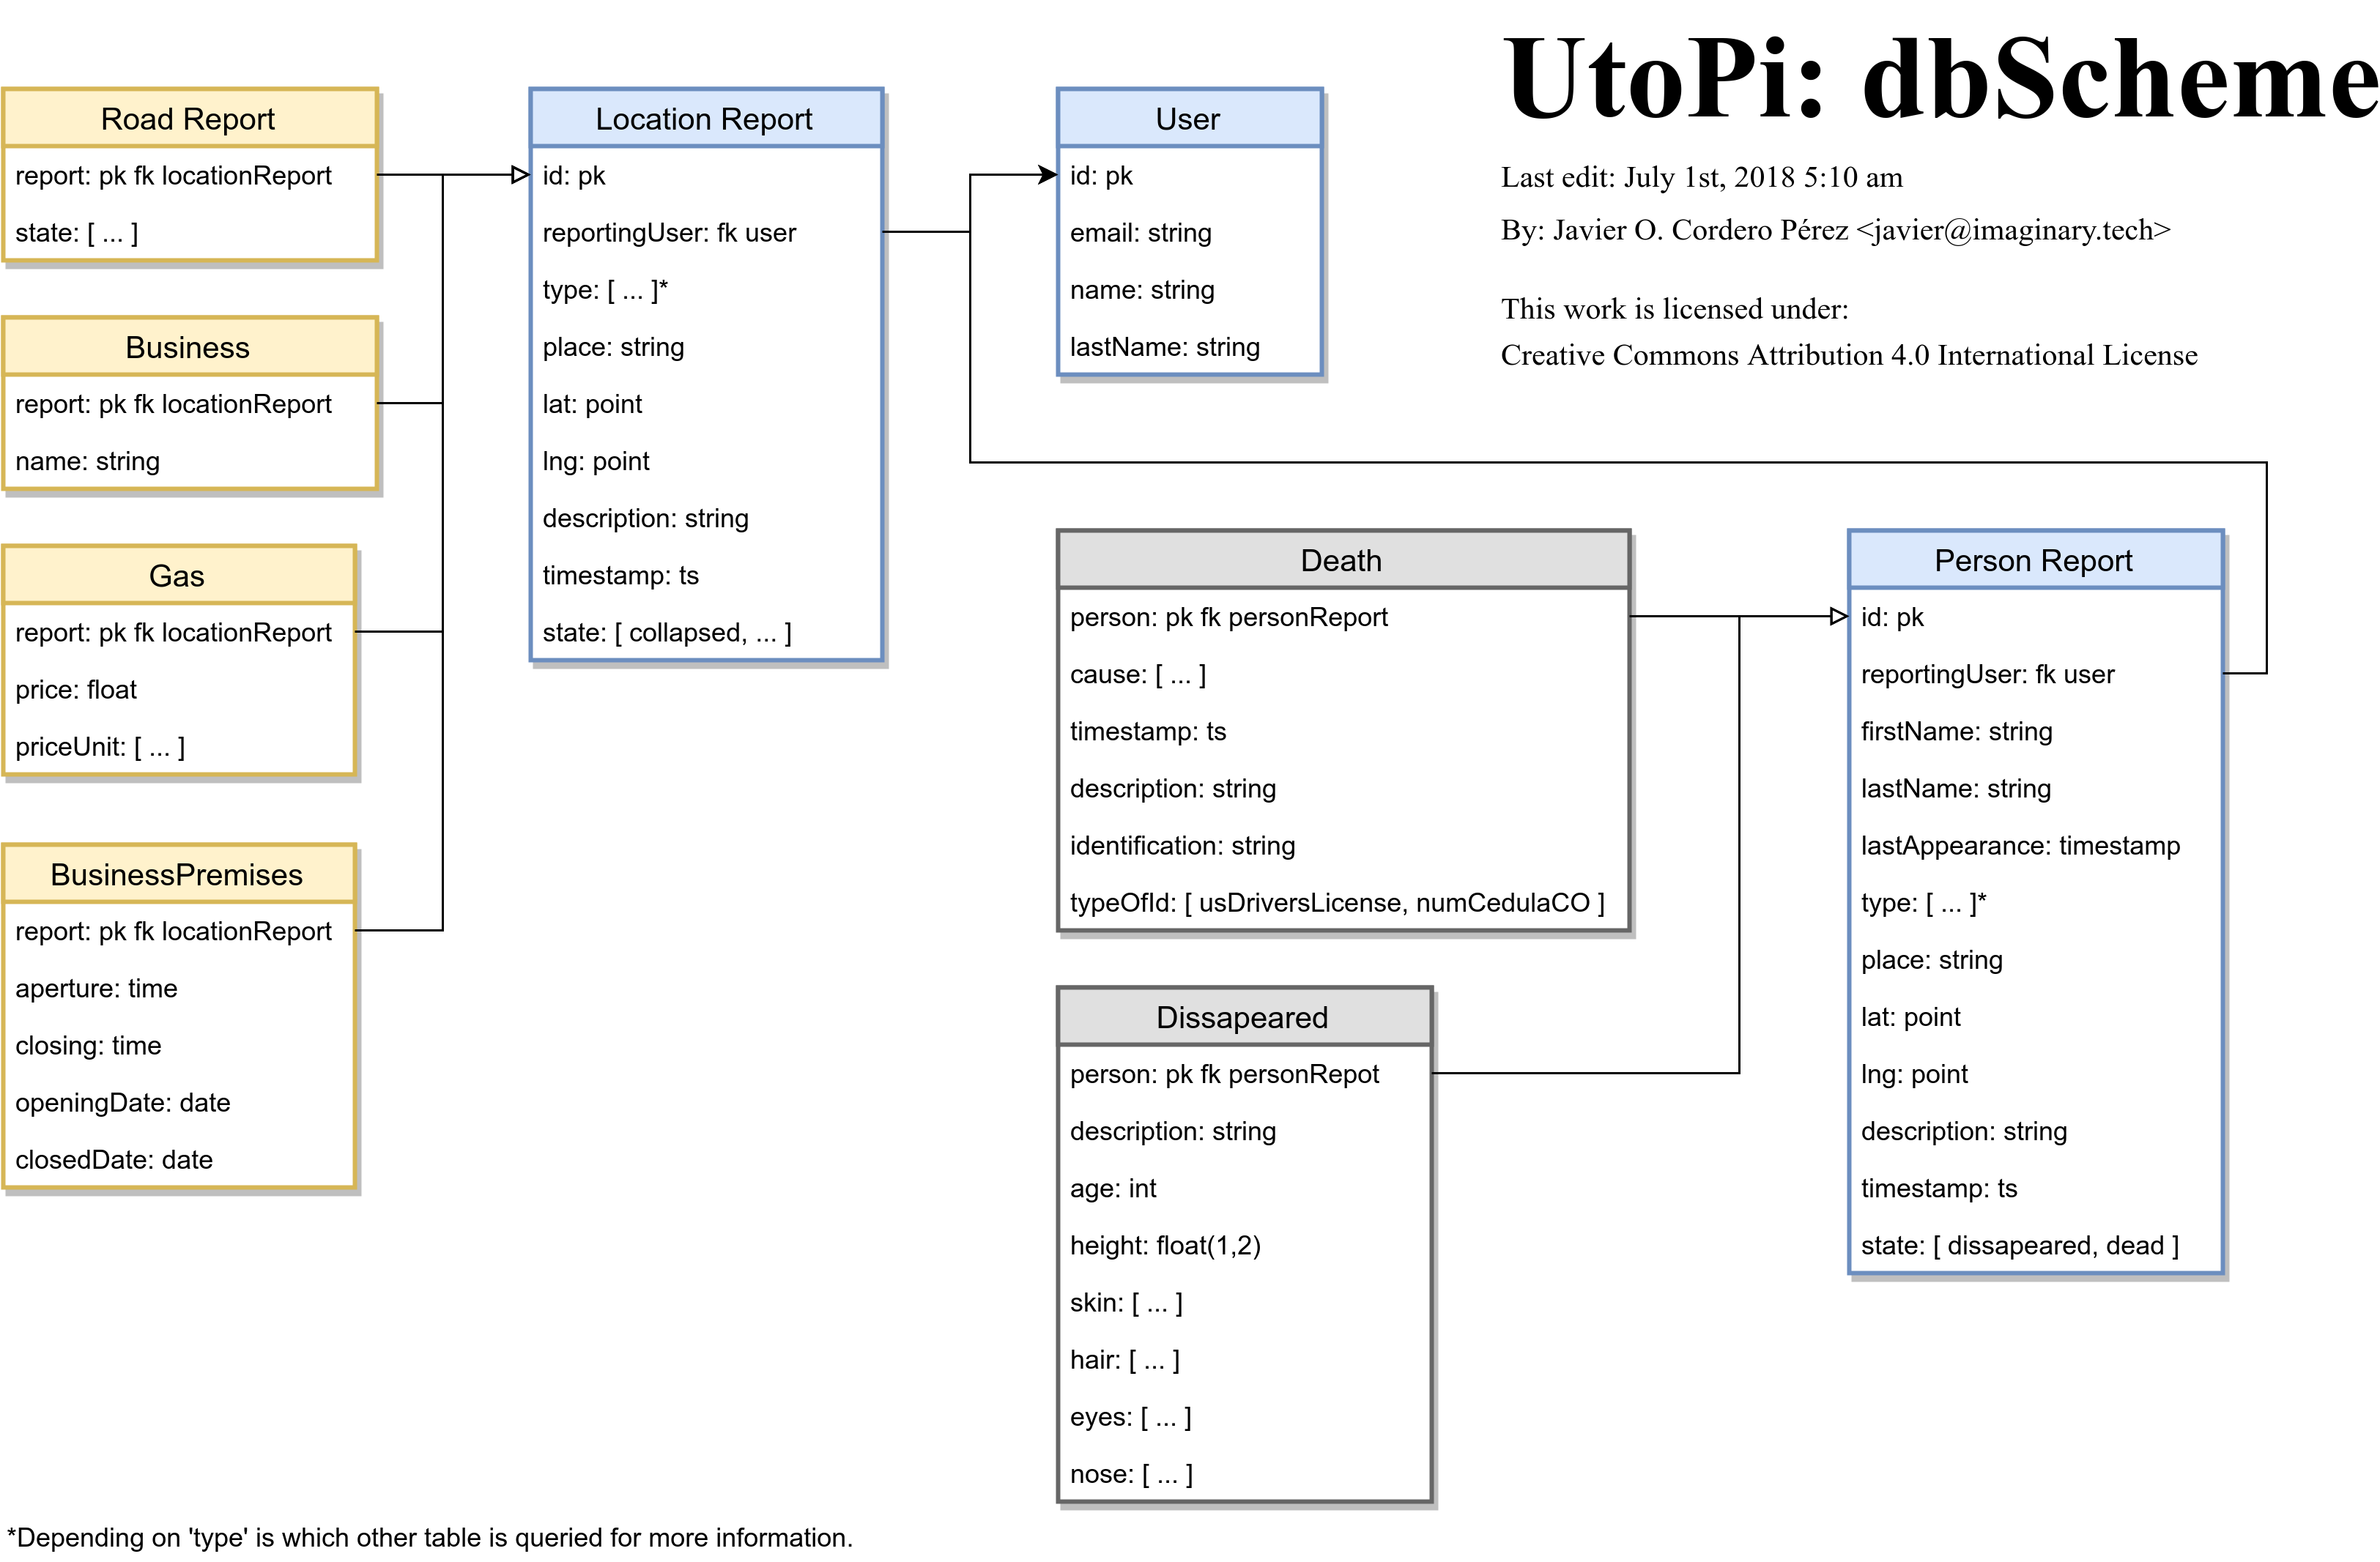 UtoPi: dbScheme
Last edit: July 1st, 2018 5:10 am
By: Javier O. Cordero Pérez <javier@imaginary.tech>
This work is licensed under:
Creative Commons Attribution 4.0 International License
Road Report
report: pk fk locationReport
state: [ ... ]
Business
report: pk fk locationReport
name: string
Gas
report: pk fk locationReport
price: float
priceUnit: [ ... ]
BusinessPremises
report: pk fk locationReport
aperture: time
closing: time
openingDate: date
closedDate: date
Location Report
id: pk
reportingUser: fk user
type: [ ... ]*
place: string
lat: point
lng: point
description: string
timestamp: ts
state: [ collapsed, ... ]
User
id: pk
email: string
name: string
lastName: string
Death
person: pk fk personReport
cause: [ ... ]
timestamp: ts
description: string
identification: string
typeOfId: [ usDriversLicense, numCedulaCO ]
Dissapeared
person: pk fk personRepot
description: string
age: int
height: float(1,2)
skin: [ ... ]
hair: [ ... ]
eyes: [ ... ]
nose: [ ... ]
Person Report
id: pk
reportingUser: fk user
firstName: string
lastName: string
lastAppearance: timestamp
type: [ ... ]*
place: string
lat: point
lng: point
description: string
timestamp: ts
state: [ dissapeared, dead ]
*Depending on 'type' is which other table is queried for more information.